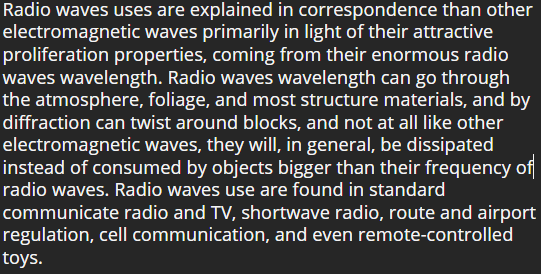 Radio waves uses are explained in correspondence than other
electromagnetic waves primarily in light of their attractive
proliferation properties, coming from their enormous radio
waves wavelength. Radio waves wavelength can go through
the atmosphere, foliage, and most structure materials, and by
diffraction can twist around blocks, and not at all like other
electromagnetic waves, they will, in general, be dissipated
instead of consumed by objects bigger than their frequency of
radio waves. Radio waves use are found in standard
communicate radio and TV, shortwave radio, route and airport
regulation, cell communication, and even remote-controlled
toys.